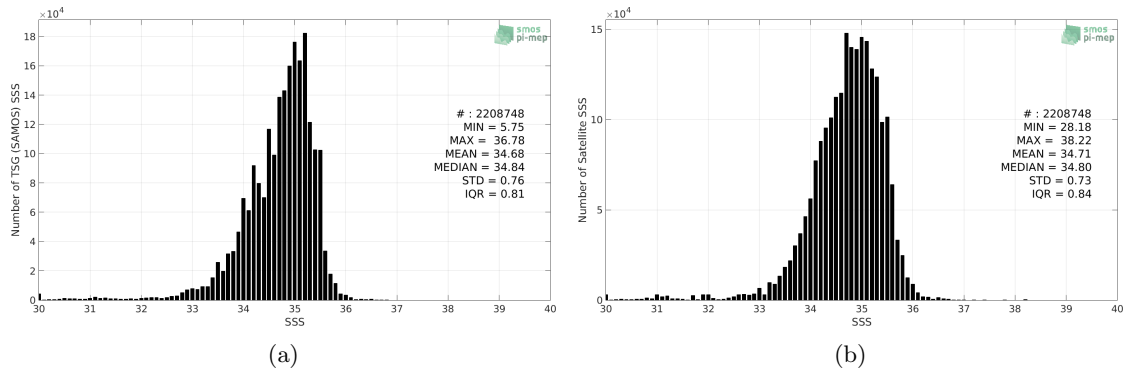 ×10⁴
18
16
14
12
10
8
6
4
2
0
Number of TSG (SAMOS) SSS
smos
pi-mep
# : 2208748
MIN = 5.75
MAX = 36.78
MEAN = 34.68
MEDIAN = 34.84
STD = 0.76
IQR = 0.81
30 31 32 33 34 35 36 37 38 39 40
SSS
(a)
×10⁴
15
10
5
0
Number of Satellite SSS
smos
pi-mep
# : 2208748
MIN = 28.18
MAX = 38.22
MEAN = 34.71
MEDIAN = 34.80
STD = 0.73
IQR = 0.84
30 31 32 33 34 35 36 37 38 39 40
SSS
(b)